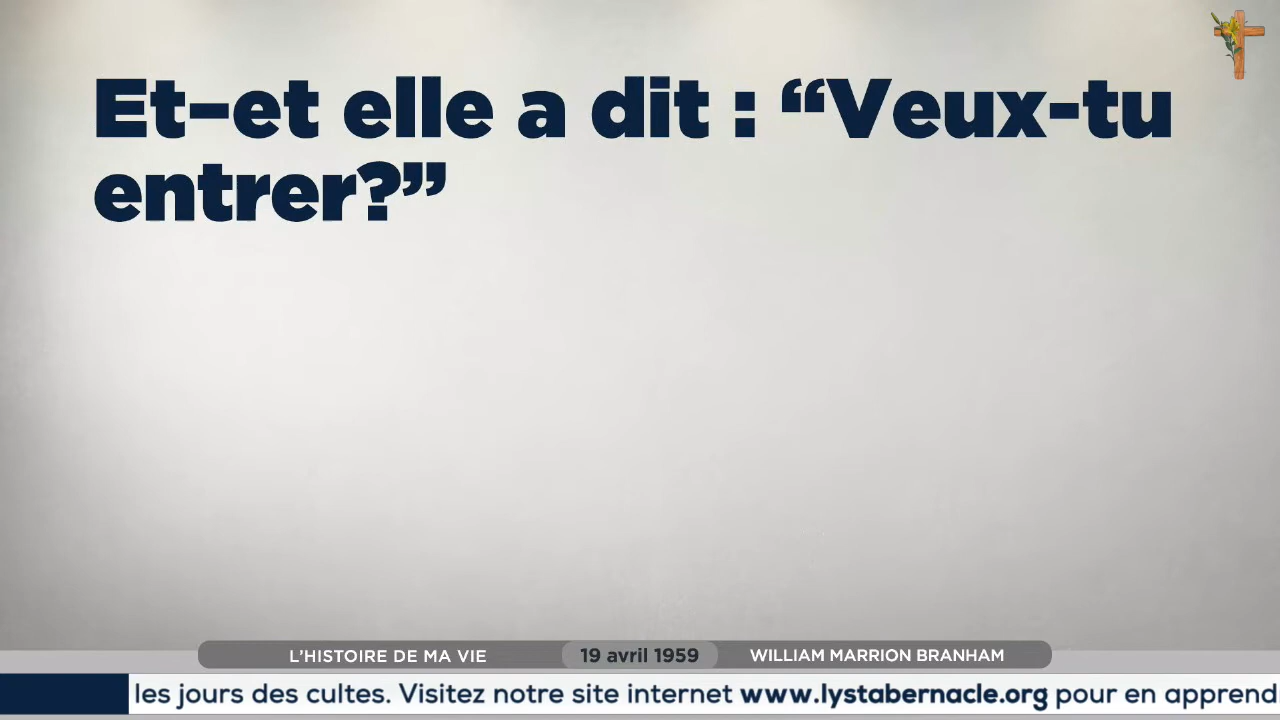 Et–et elle a dit : “Veux-tu
entrer?”
L’HISTOIRE DE MA VIE 19 avril 1959 WILLIAM MARRION BRANHAM
les jours des cultes. Visitez notre site internet www.lystabernacle.org pour en apprend